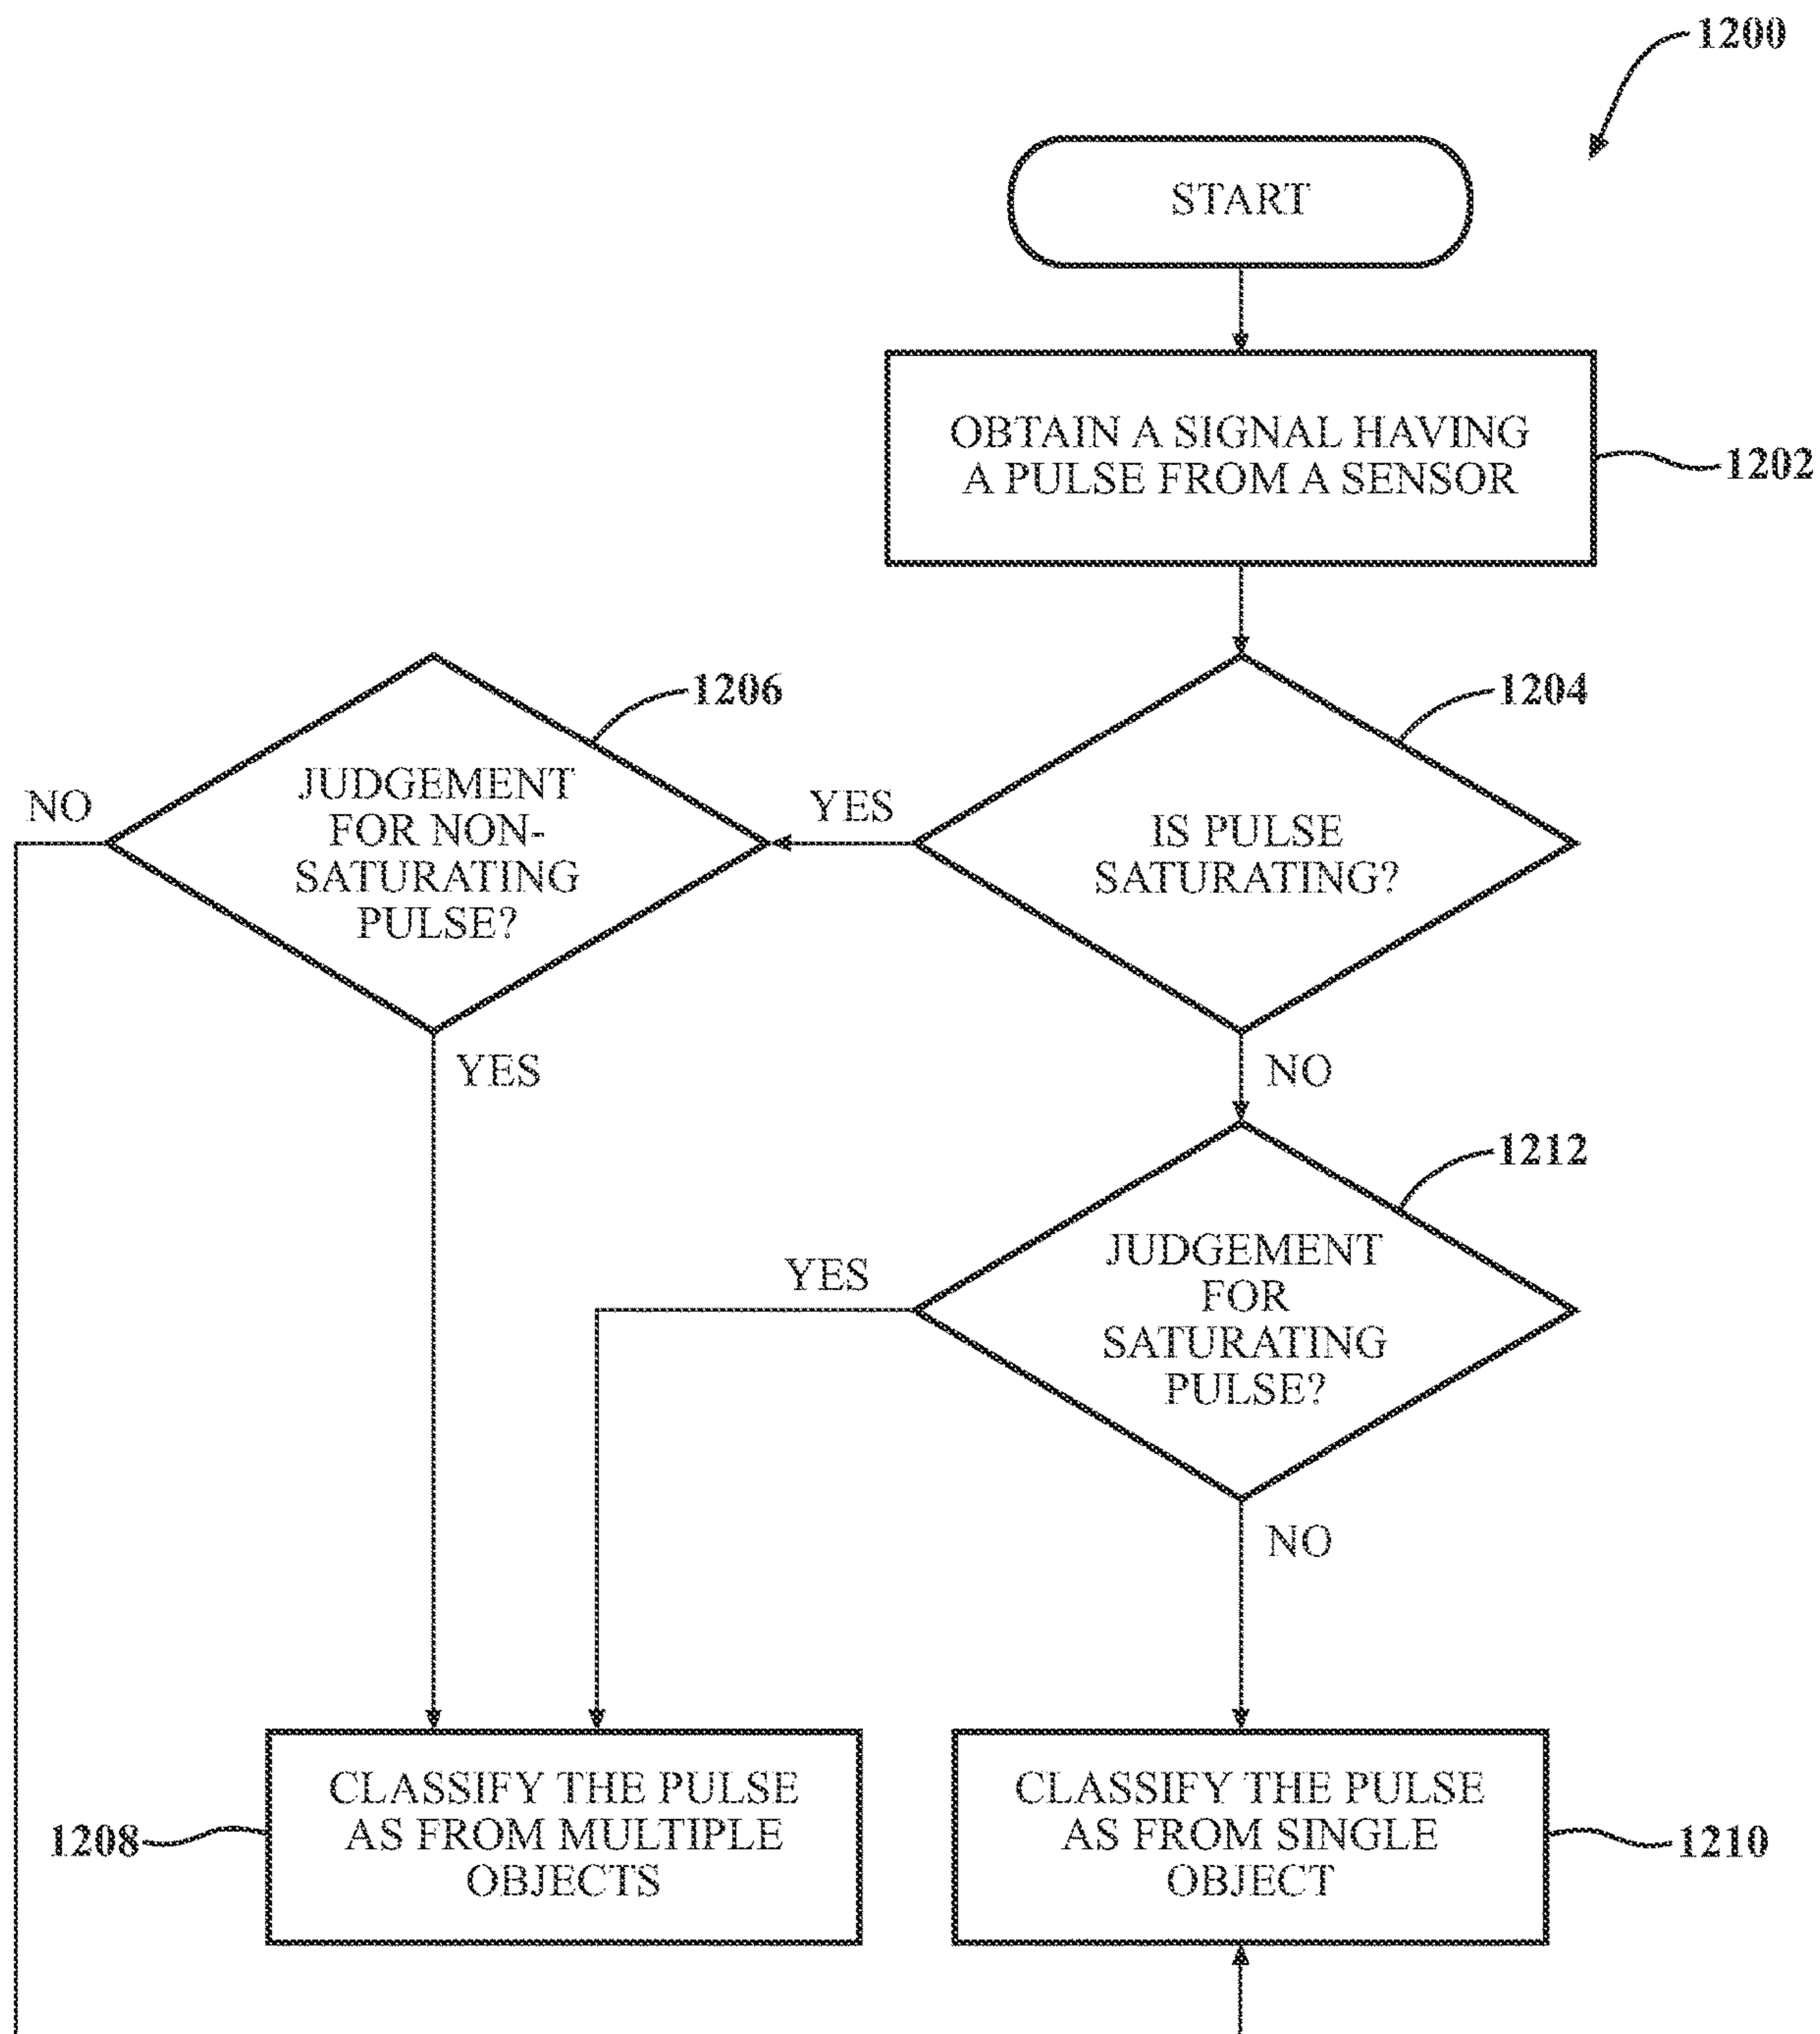 1200
START
OBTAIN A SIGNAL HAVING
A PULSE FROM A SENSOR
1202
1206
1204
JUDGEMENT
FOR NON-
SATURATING
PULSE?
NO
YES
IS PULSE
SATURATING?
YES
NO
1212
JUDGEMENT
FOR
SATURATING
PULSE?
YES
NO
CLASSIFY THE PULSE
AS FROM MULTIPLE
OBJECTS
1208
CLASSIFY THE PULSE
AS FROM SINGLE
OBJECT
1210